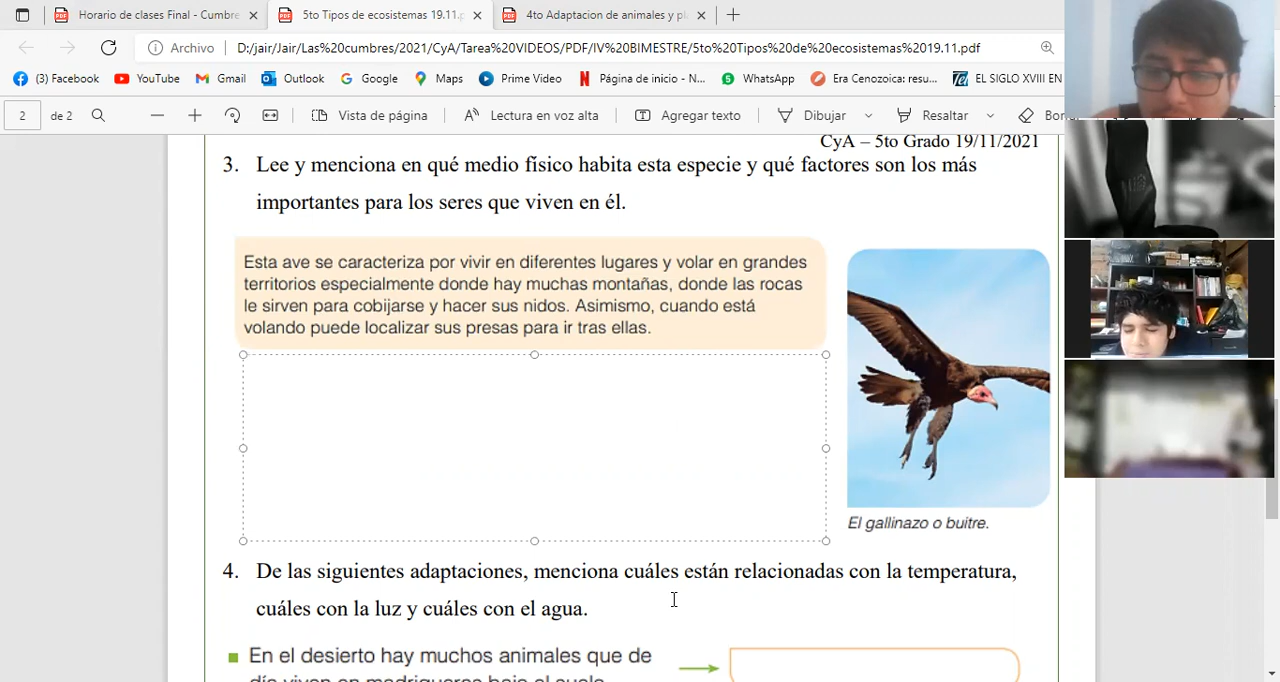 Horario de clases Final - Cumbre
5to Tipos de ecosistemas 19.11.p
4to Adaptacion de animales y pl
Archivo
D:/jair/Jair/Las%20cumbres/2021/CyA/Tarea%20VIDEOS/PDF/IV%20BIMESTRE/5to%20Tipos%20de%20ecosistemas%2019.11.pdf
(3) Facebook
YouTube
Gmail
Outlook
Google
Maps
Prime Video
Página de inicio - N...
WhatsApp
Era Cenozoica: resu...
EL SIGLO XVIII EN
2
de 2
Vista de página
Lectura en voz alta
Agregar texto
Dibujar
Resaltar
Bor
CyA – 5to Grado 19/11/2021
3. Lee y menciona en qué medio físico habita esta especie y qué factores son los más
importantes para los seres que viven en él.
Esta ave se caracteriza por vivir en diferentes lugares y volar en grandes
territorios especialmente donde hay muchas montañas, donde las rocas
le sirven para cobijarse y hacer sus nidos. Asimismo, cuando está
volando puede localizar sus presas para ir tras ellas.
El gallinazo o buitre.
4. De las siguientes adaptaciones, menciona cuáles están relacionadas con la temperatura,
cuáles con la luz y cuáles con el agua.
En el desierto hay muchos animales que de
día viven en madrigueras bajo el suelo